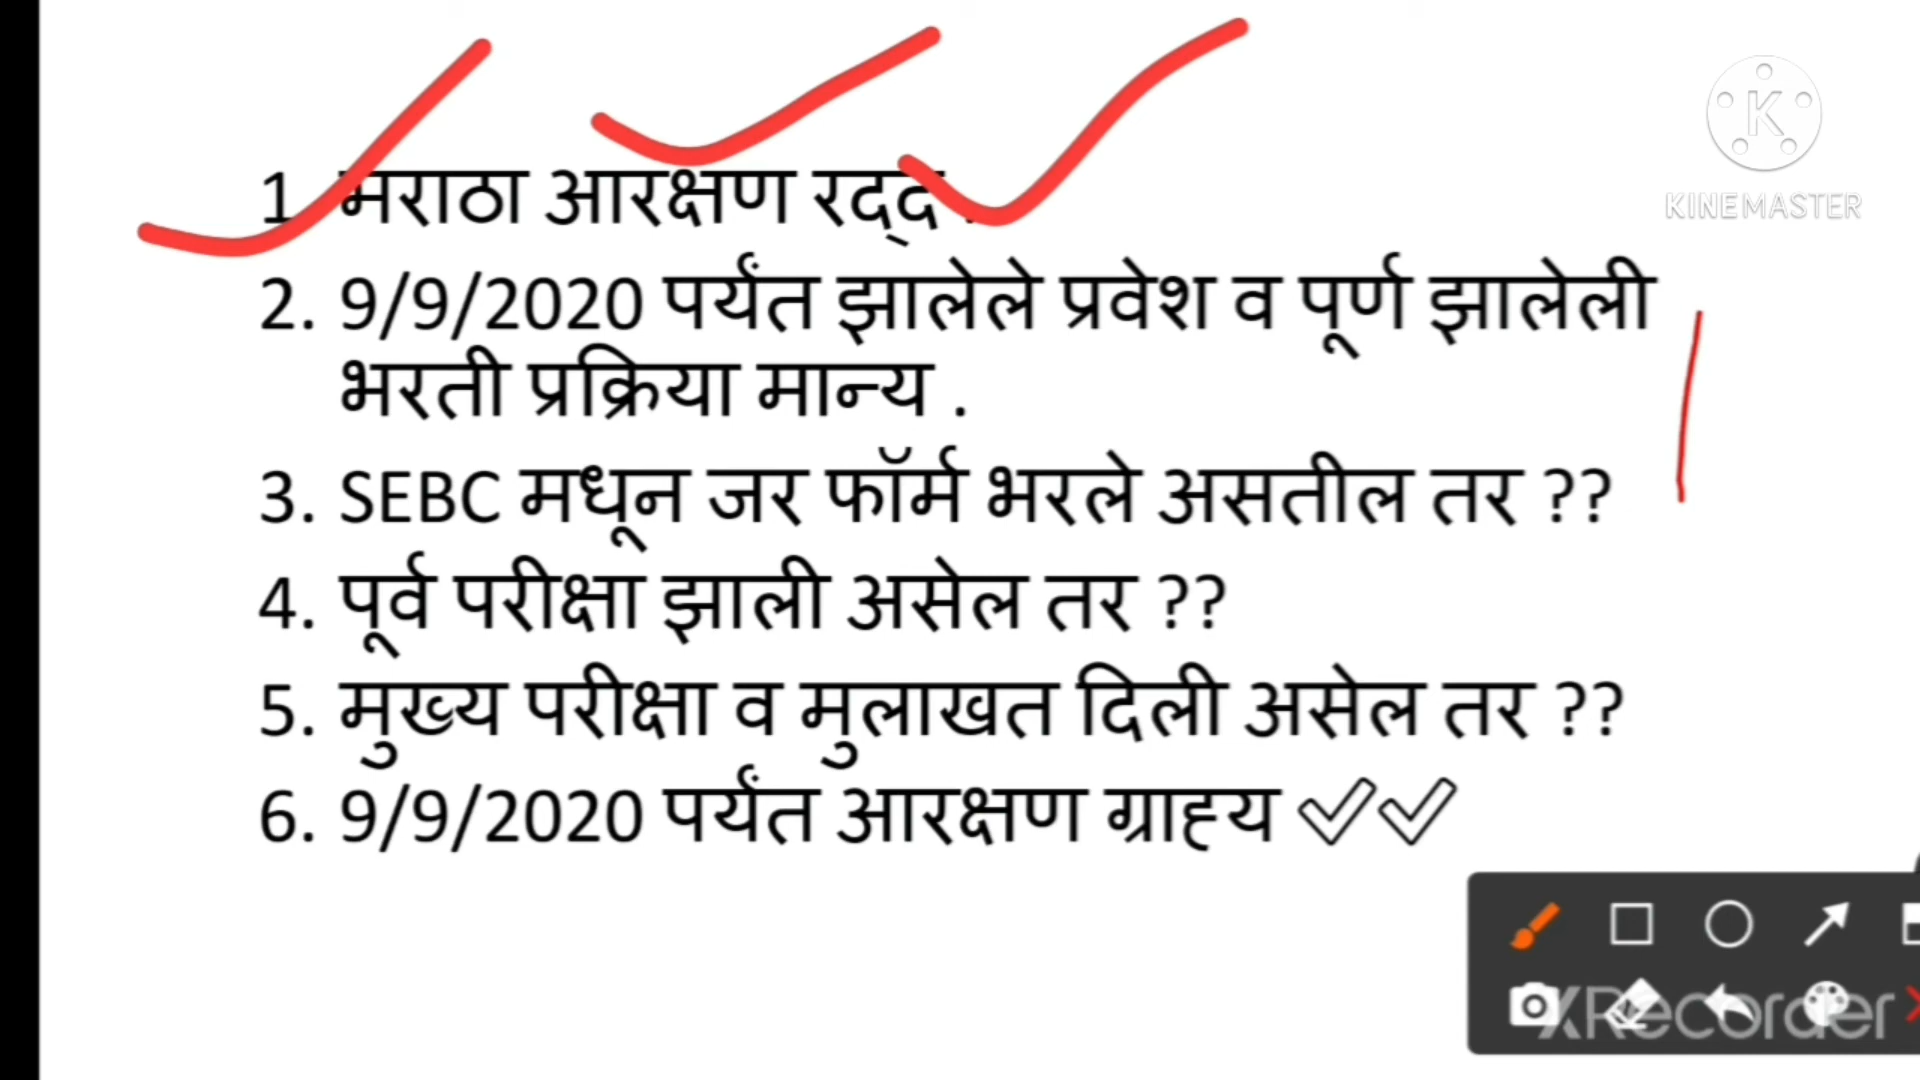 1. मराठा आरक्षण रद्द .
2. 9/9/2020 पर्यंत झालेले प्रवेश व पूर्ण झालेली
भरती प्रक्रिया मान्य .
3. SEBC मधून जर फॉर्म भरले असतील तर ??
4. पूर्व परीक्षा झाली असेल तर ??
5. मुख्य परीक्षा व मुलाखत दिली असेल तर ??
6. 9/9/2020 पर्यंत आरक्षण ग्राह्य
K
KINEMASTER
XRecorder